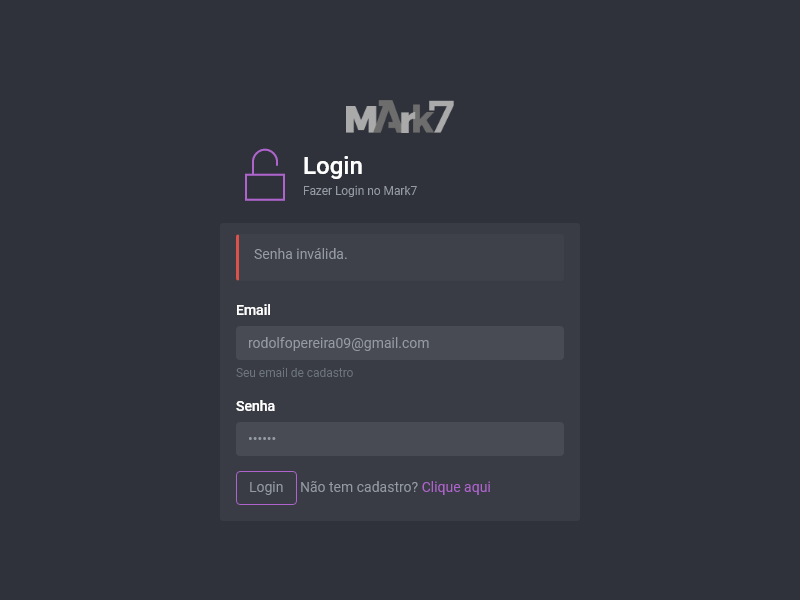 MArk7
Login
Fazer Login no Mark7
Senha inválida.
Email
rodolfopereira09@gmail.com
Seu email de cadastro
Senha
••••••
Login Não tem cadastro? Clique aqui